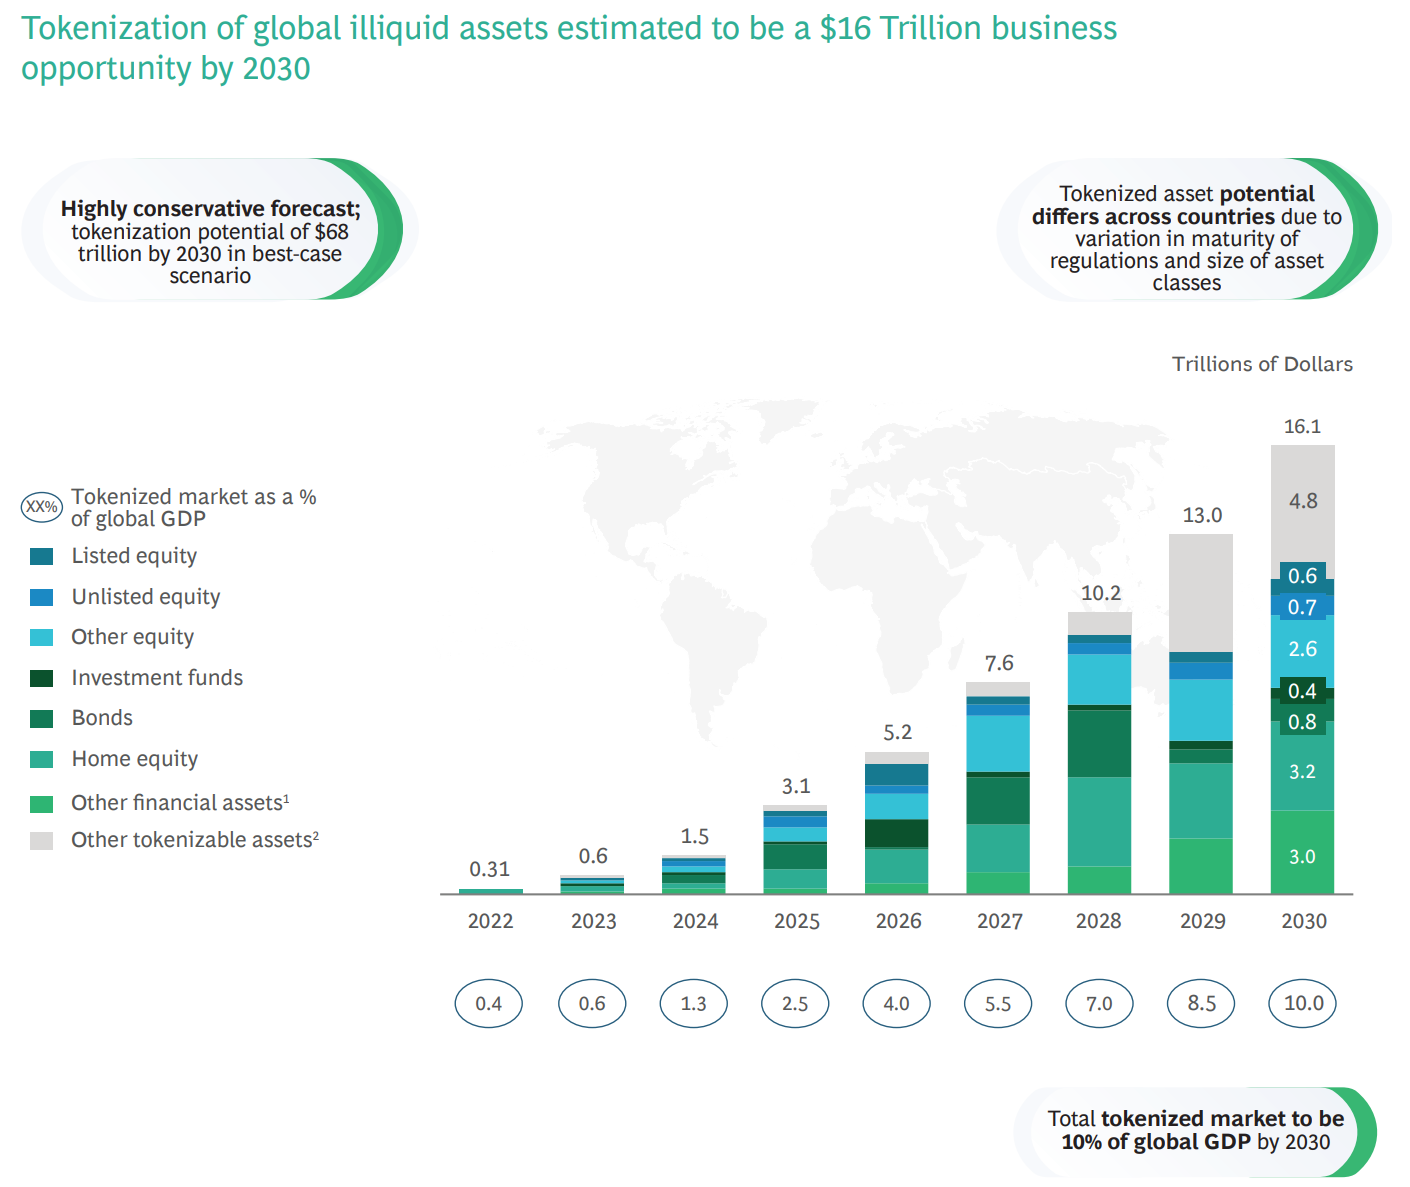 Tokenization of global illiquid assets estimated to be a $16 Trillion business
opportunity by 2030
Highly conservative forecast;
tokenization potential of $68
trillion by 2030 in best-case
scenario
Tokenized asset potential
differs across countries due to
variation in maturity of
regulations and size of asset
classes
Trillions of Dollars
XX% Tokenized market as a %
of global GDP
Listed equity
Unlisted equity
Other equity
Investment funds
Bonds
Home equity
Other financial assets¹
Other tokenizable assets²
0.31
0.6
1.5
3.1
5.2
7.6
10.2
13.0
16.1
4.8
0.6
0.7
2.6
0.4
0.8
3.2
3.0
2022 2023 2024 2025 2026 2027 2028 2029 2030
0.4 0.6 1.3 2.5 4.0 5.5 7.0 8.5 10.0
Total tokenized market to be
10% of global GDP by 2030